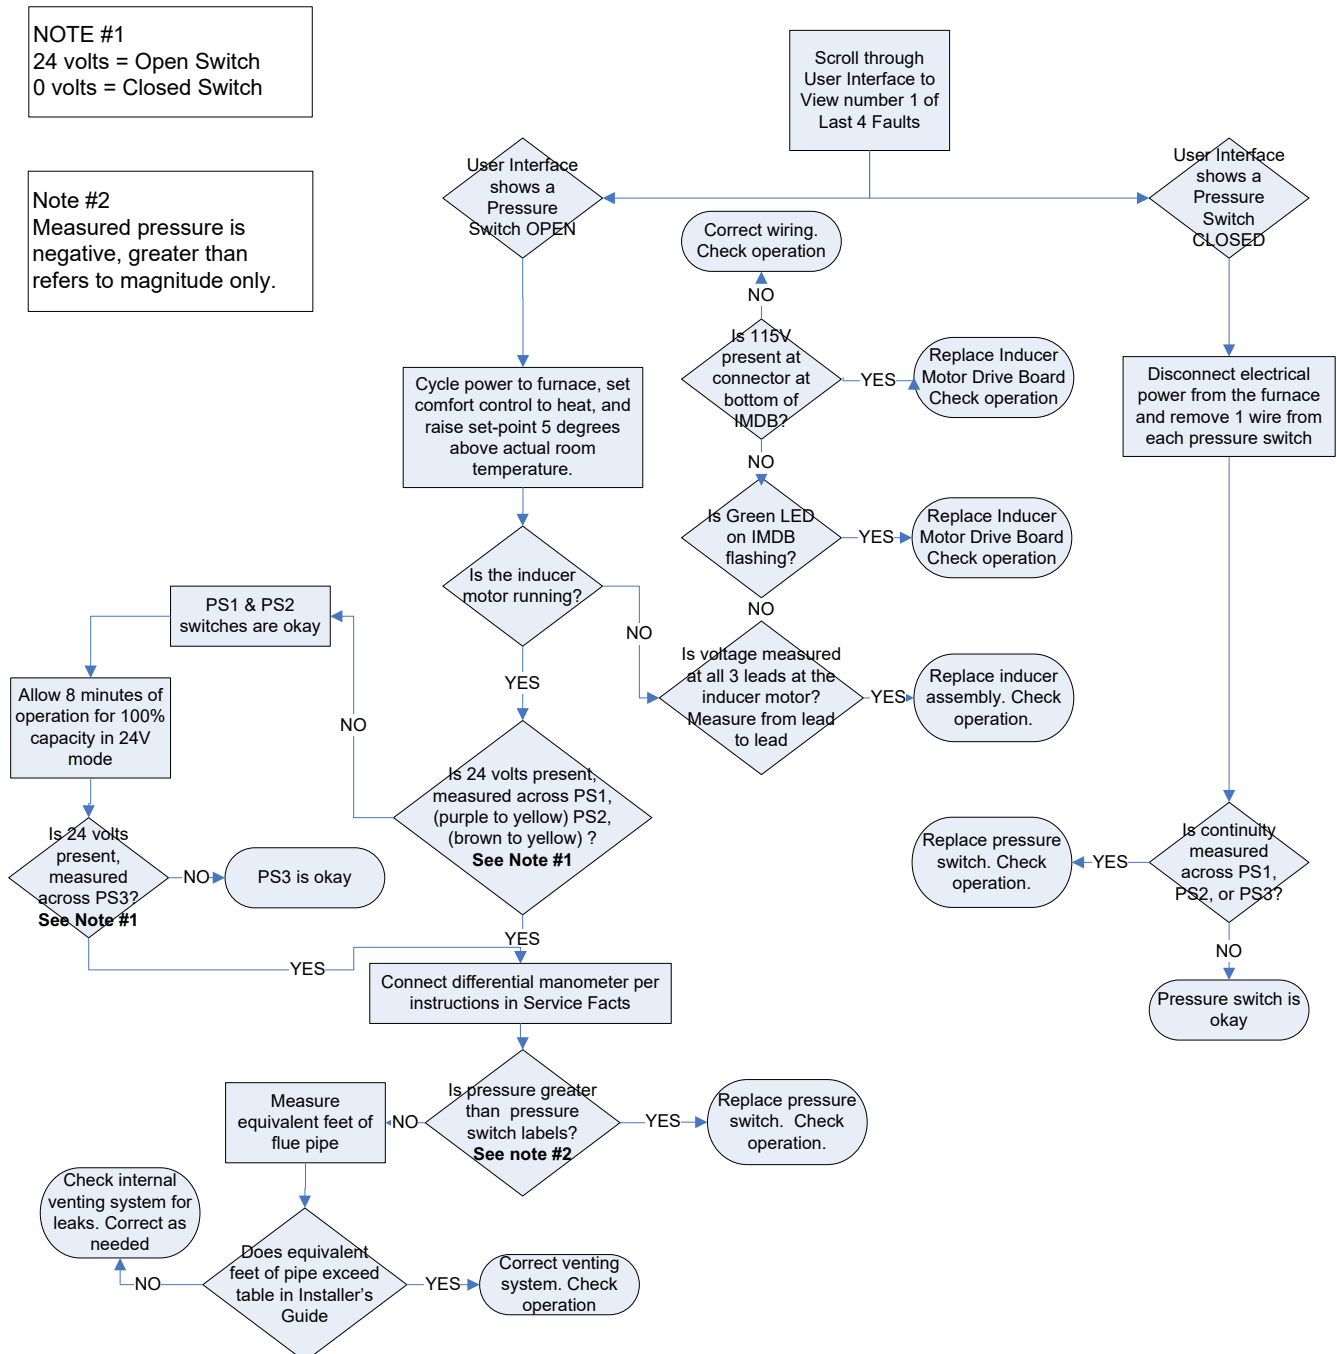 NOTE #1
24 volts = Open Switch
0 volts = Closed Switch
Note #2
Measured pressure is
negative, greater than
refers to magnitude only.
Scroll through
User Interface to
View number 1 of
Last 4 Faults
User Interface
shows a
Pressure
Switch OPEN
User Interface
shows a
Pressure
Switch
CLOSED
Correct wiring.
Check operation
NO
Is 115V
present at
connector at
bottom of
IMDB?
YES
Replace Inducer
Motor Drive Board
Check operation
NO
Is Green LED
on IMDB
flashing?
YES
Replace Inducer
Motor Drive Board
Check operation
NO
Is voltage measured
at all 3 leads at the
inducer motor?
Measure from lead
to lead
YES
Replace inducer
assembly. Check
operation.
Cycle power to furnace, set
comfort control to heat, and
raise set-point 5 degrees
above actual room
temperature.
Is the inducer
motor running?
NO
YES
Is 24 volts present,
measured across PS1,
(purple to yellow) PS2,
(brown to yellow) ?
See Note #1
NO
PS1 & PS2
switches are okay
Allow 8 minutes of
operation for 100%
capacity in 24V
mode
Is 24 volts
present,
measured
across PS3?
See Note #1
NO
PS3 is okay
YES
YES
Connect differential manometer per
instructions in Service Facts
Is pressure greater
than pressure
switch labels?
See note #2
YES
Replace pressure
switch. Check
operation.
NO
Measure
equivalent feet of
flue pipe
Does equivalent
feet of pipe exceed
table in Installer's
Guide
NO
Check internal
venting system for
leaks. Correct as
needed
YES
Correct venting
system. Check
operation
Disconnect electrical
power from the furnace
and remove 1 wire from
each pressure switch
Is continuity
measured
across PS1,
PS2, or PS3?
YES
Replace pressure
switch. Check
operation.
NO
Pressure switch is
okay